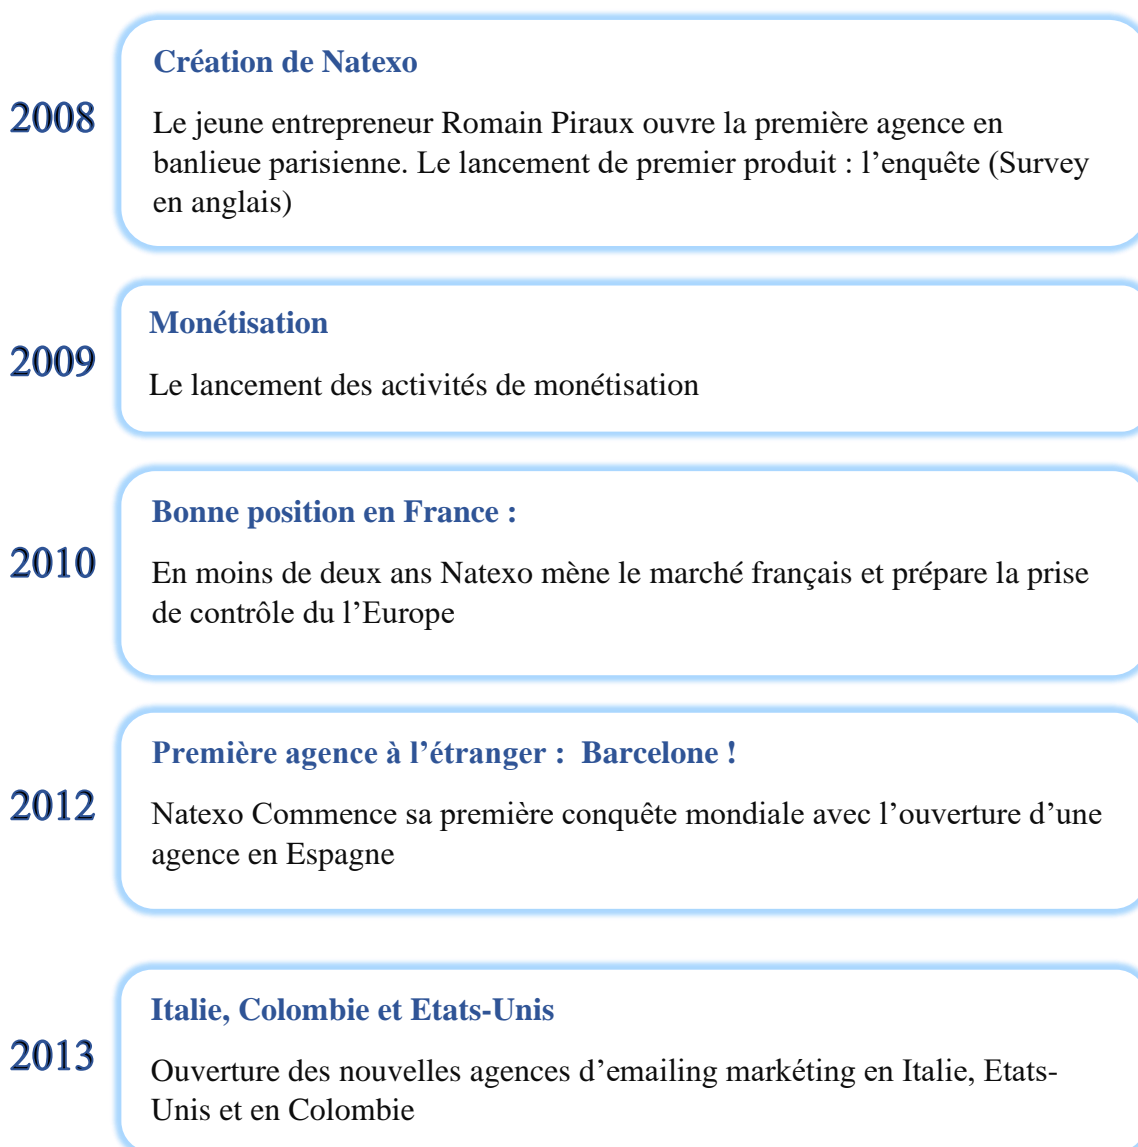 Création de Natexo
2008
Le jeune entrepreneur Romain Piraux ouvre la première agence en
banlieue parisienne. Le lancement de premier produit : l’enquête (Survey
en anglais)
Monétisation
2009
Le lancement des activités de monétisation
Bonne position en France :
2010
En moins de deux ans Natexo mène le marché français et prépare la prise
de contrôle du l’Europe
Première agence à l’étranger :  Barcelone !
2012
Natexo Commence sa première conquête mondiale avec l’ouverture d’une
agence en Espagne
Italie, Colombie et Etats-Unis
2013
Ouverture des nouvelles agences d’emailing markéting en Italie, Etats-
Unis et en Colombie